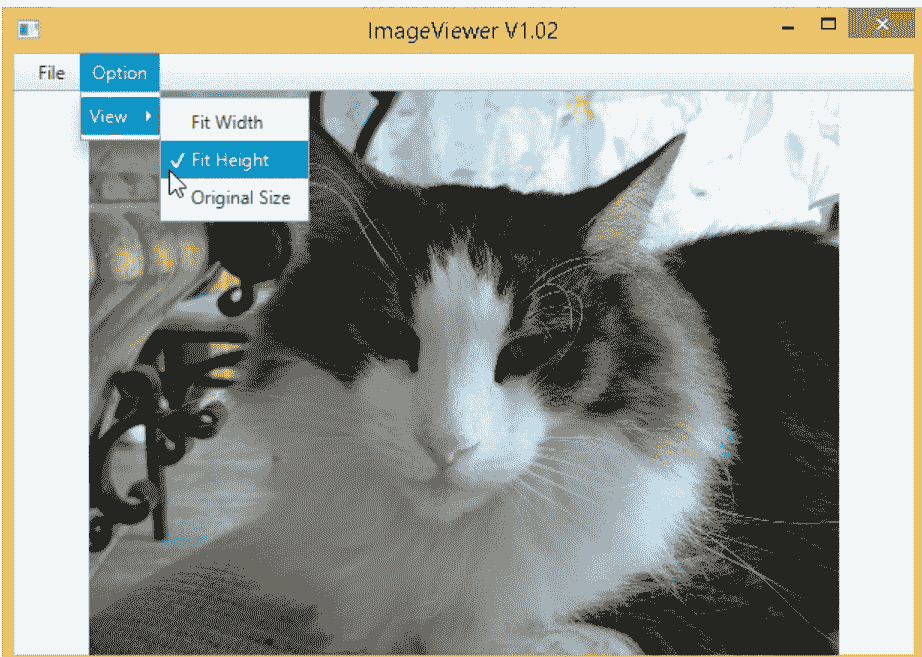 ImageViewer V1.02
File Option
View
Fit Width
Fit Height
Original Size